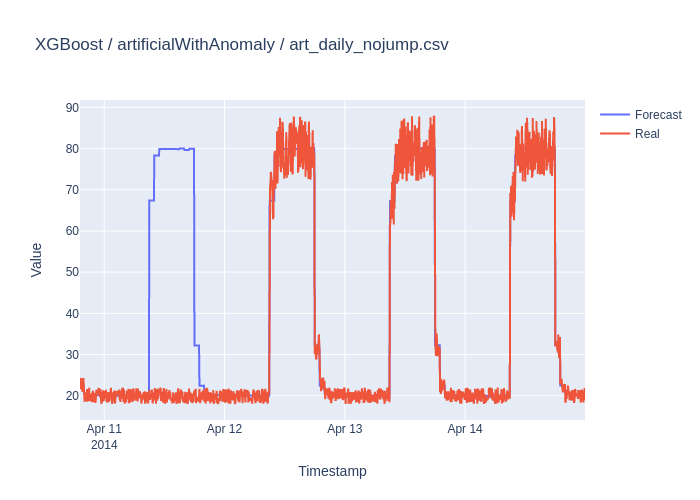 XGBoost / artificialWithAnomaly / art_daily_nojump.csv
90
80
70
60
50
40
30
20
Value
Apr 11
2014
Apr 12
Apr 13
Apr 14
Timestamp
Forecast
Real